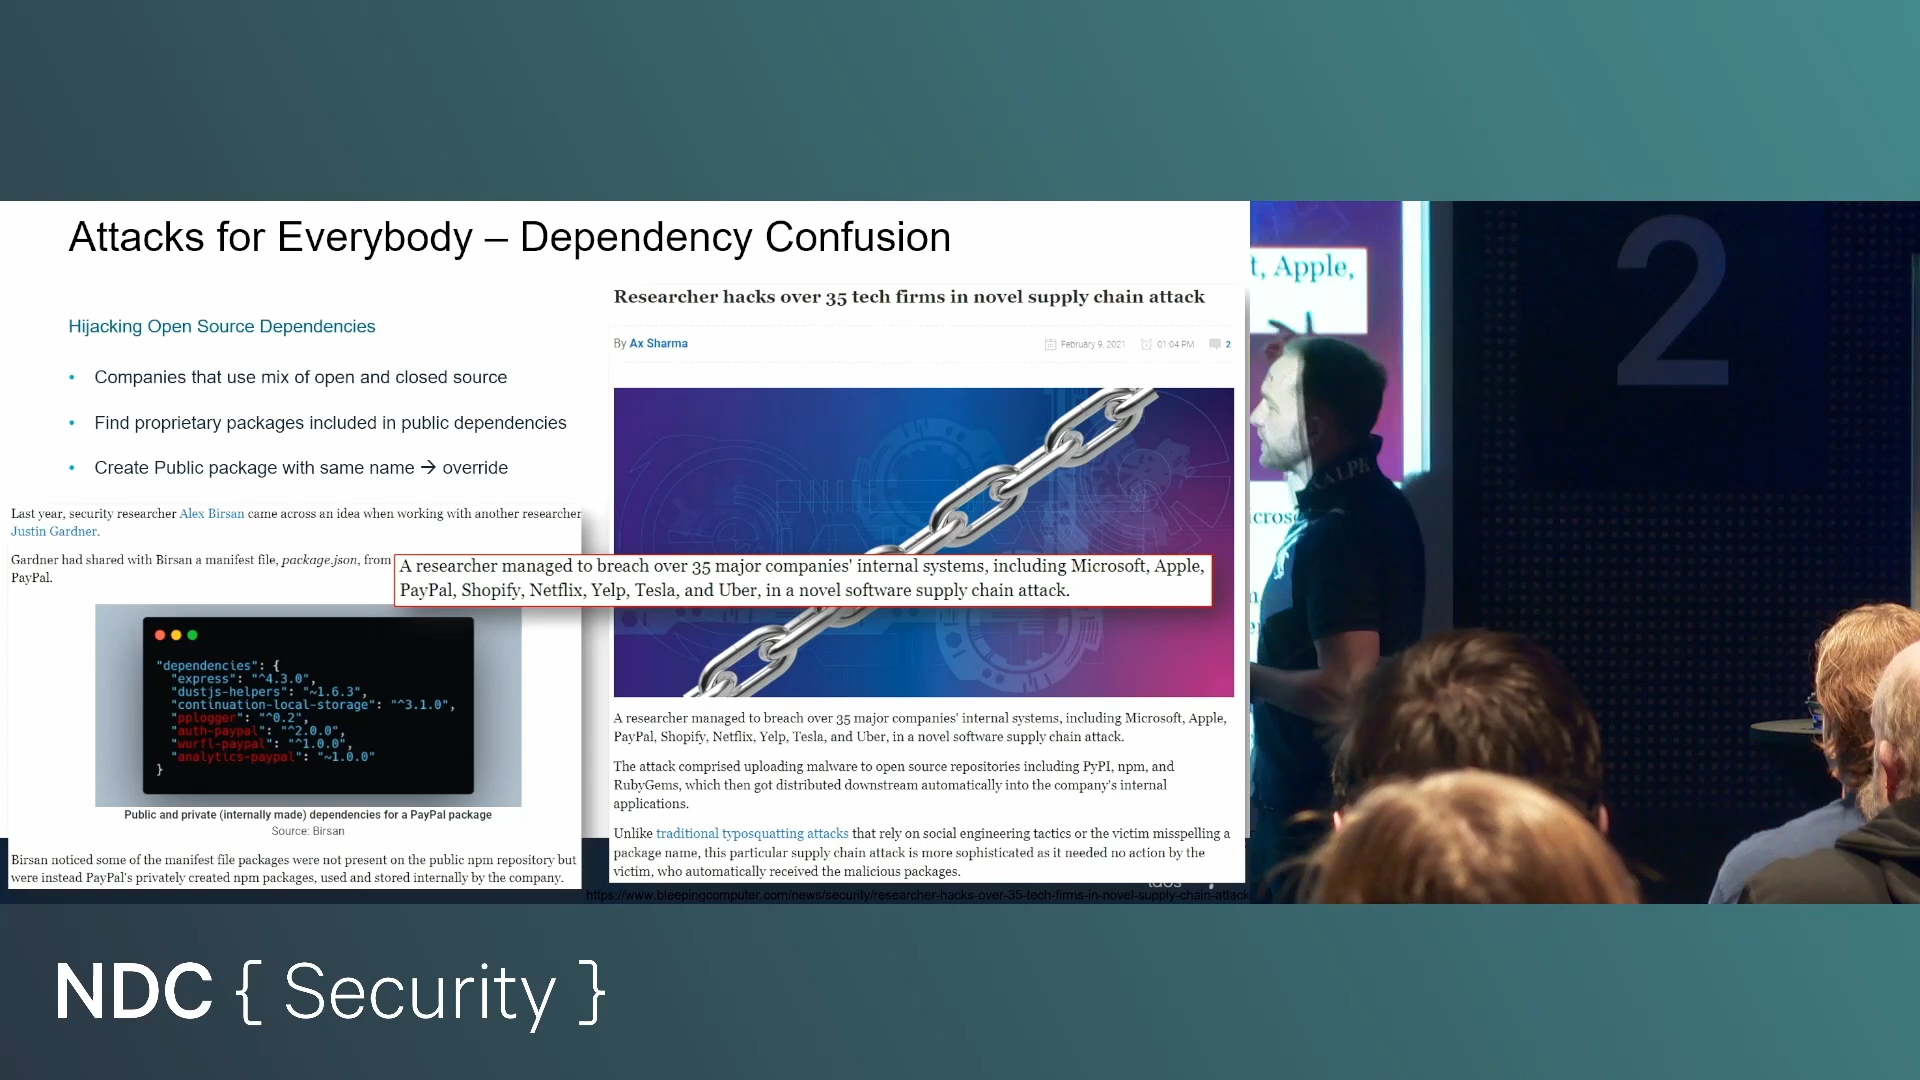 Attacks for Everybody – Dependency Confusion
Hijacking Open Source Dependencies
• Companies that use mix of open and closed source
• Find proprietary packages included in public dependencies
• Create Public package with same name → override
Last year, security researcher Alex Birsan came across an idea when working with another researcher
Justin Gardner.
Gardner had shared with Birsan a manifest file, package.json, from
PayPal.
"dependencies": {
"express": "^4.3.0",
"dustjs-helpers": "~1.6.3",
"continuation-local-storage": "^3.1.0",
"pplogger": "^0.2",
"auth-paypal": "^2.0.0",
"wurfl-paypal": "^1.0.0",
"analytics-paypal": "~1.0.0"
}
Public and private (internally made) dependencies for a PayPal package
Source: Birsan
Birsan noticed some of the manifest file packages were not present on the public npm repository but
were instead PayPal's privately created npm packages, used and stored internally by the company.
Researcher hacks over 35 tech firms in novel supply chain attack
By Ax Sharma
February 9, 2021 01:04 PM 2
A researcher managed to breach over 35 major companies' internal systems, including Microsoft, Apple,
PayPal, Shopify, Netflix, Yelp, Tesla, and Uber, in a novel software supply chain attack.
A researcher managed to breach over 35 major companies' internal systems, including Microsoft, Apple,
PayPal, Shopify, Netflix, Yelp, Tesla, and Uber, in a novel software supply chain attack.
The attack comprised uploading malware to open source repositories including PyPI, npm, and
RubyGems, which then got distributed downstream automatically into the company's internal
applications.
Unlike traditional typosquatting attacks that rely on social engineering tactics or the victim misspelling a
package name, this particular supply chain attack is more sophisticated as it needed no action by the
victim, who automatically received the malicious packages.
https://www.bleepingcomputer.com/news/security/researcher-hacks-over-35-tech-firms-in-novel-supply-chain-attack
t, Apple,
2
NDC { Security }